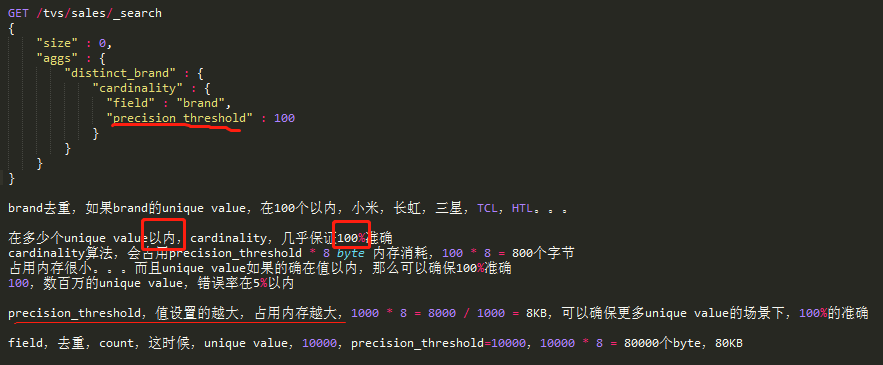 GET /tvs/sales/_search
{
"size" : 0,
"aggs" : {
"distinct_brand" : {
"cardinality" : {
"field" : "brand",
"precision_threshold" : 100
}
}
}
}
brand去重，如果brand的unique value，在100个以内，小米，长虹，三星，TCL，HTL。。。
在多少个unique value以内，cardinality，几乎保证100%准确
cardinality算法，会占用precision_threshold * 8 byte 内存消耗，100 * 8 = 800个字节
占用内存很小。。。而且unique value如果的确在值以内，那么可以确保100%准确
100，数百万的unique value，错误率在5%以内
precision_threshold，值设置的越大，占用内存越大，1000 * 8 = 8000 / 1000 = 8KB，可以确保更多unique value的场景下，100%的准确
field，去重，count，这时候，unique value，10000，precision_threshold=10000，10000 * 8 = 80000个byte，80KB